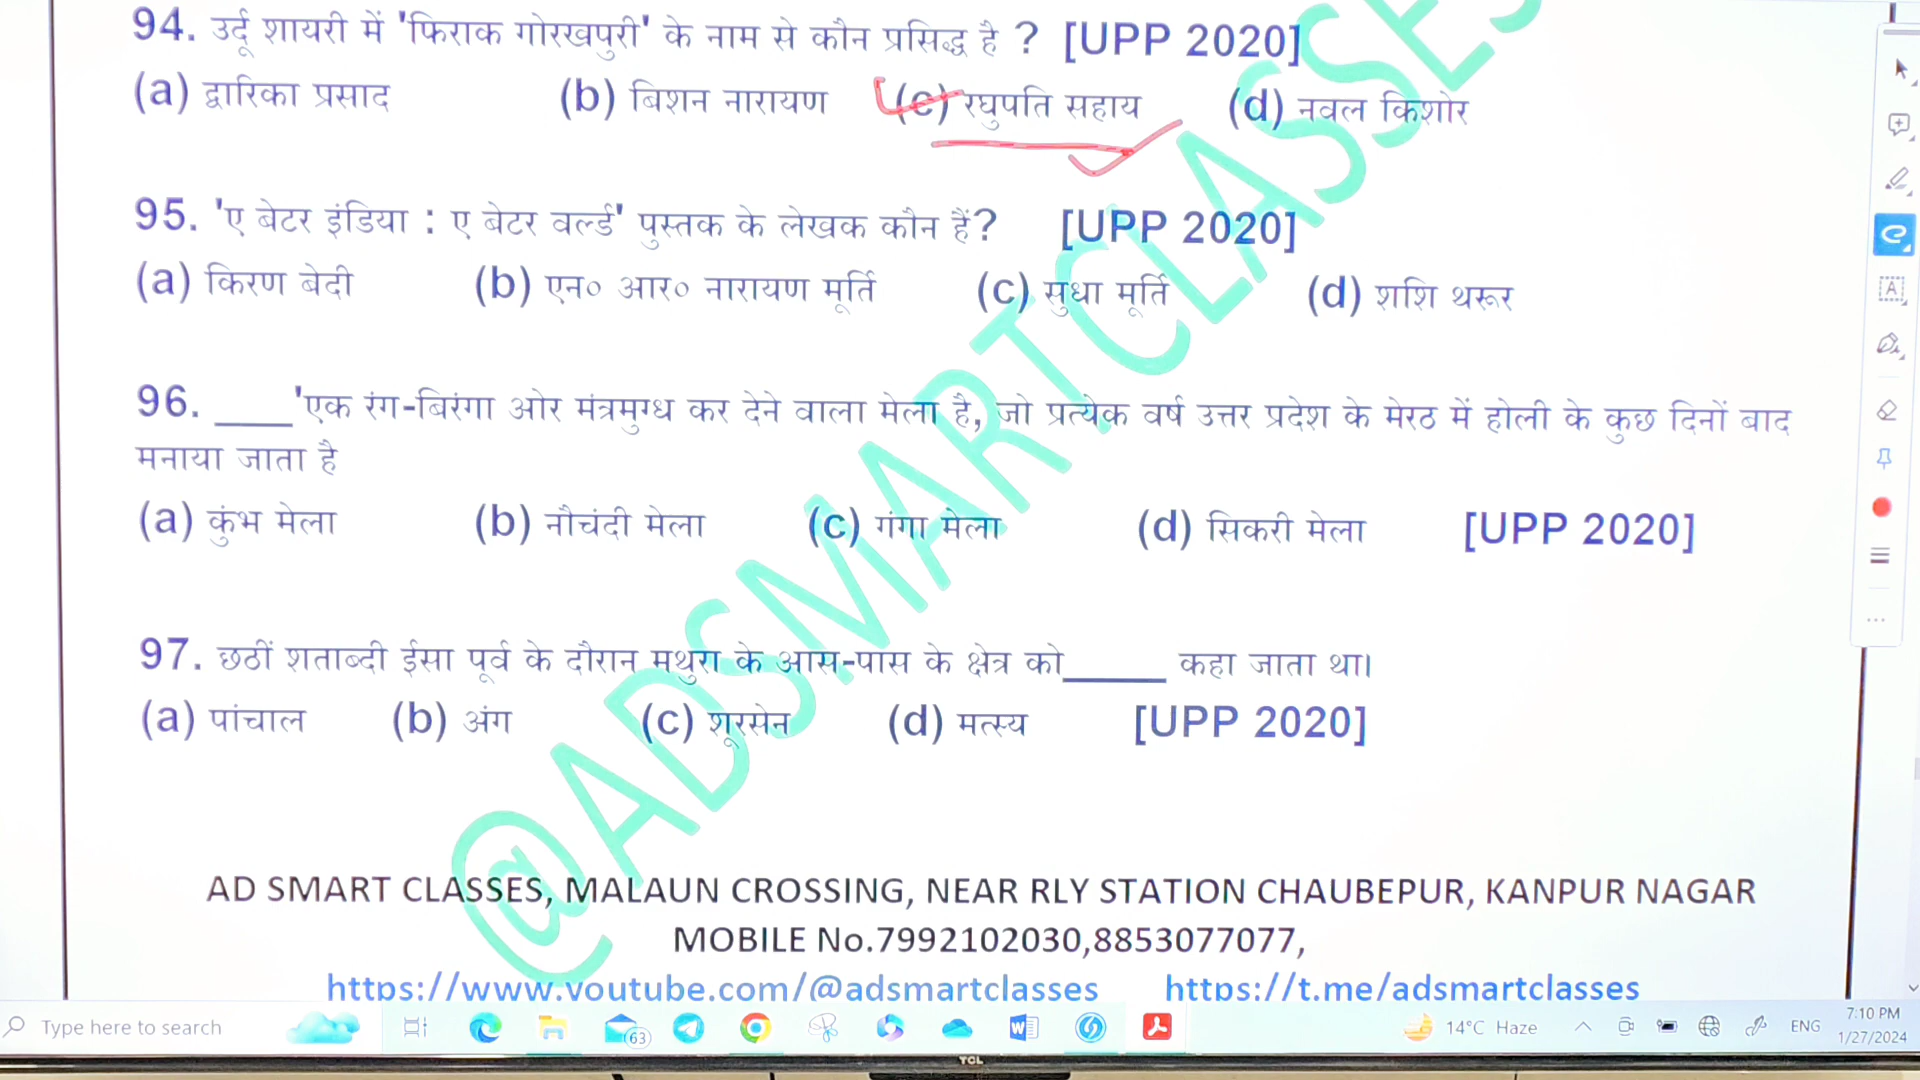 94. उर्दू शायरी में 'फिराक गोरखपुरी' के नाम से कौन प्रसिद्ध है ? [UPP 2020]
(a) द्वारिका प्रसाद (b) बिशन नारायण (c) रघुपति सहाय (d) नवल किशोर
95. 'ए बेटर इंडिया : ए बेटर वर्ल्ड' पुस्तक के लेखक कौन हैं? [UPP 2020]
(a) किरण बेदी (b) एन० आर० नारायण मूर्ति (c) सुधा मूर्ति (d) शशि थरूर
96. ____'एक रंग-बिरंगा ओर मंत्रमुग्ध कर देने वाला मेला है, जो प्रत्येक वर्ष उत्तर प्रदेश के मेरठ में होली के कुछ दिनों बाद
मनाया जाता है
(a) कुंभ मेला (b) नौचंदी मेला (c) गंगा मेला (d) सिकरी मेला [UPP 2020]
97. छठीं शताब्दी ईसा पूर्व के दौरान मथुरा के आस-पास के क्षेत्र को_____ कहा जाता था।
(a) पांचाल (b) अंग (c) शूरसेन (d) मत्स्य [UPP 2020]
@ADSMARTCLASSES
AD SMART CLASSES, MALAUN CROSSING, NEAR RLY STATION CHAUBEPUR, KANPUR NAGAR
MOBILE No.7992102030,8853077077,
https://www.youtube.com/@adsmartclasses https://t.me/adsmartclasses
Type here to search 63 14°C Haze ENG 7:10 PM
1/27/2024
TCL